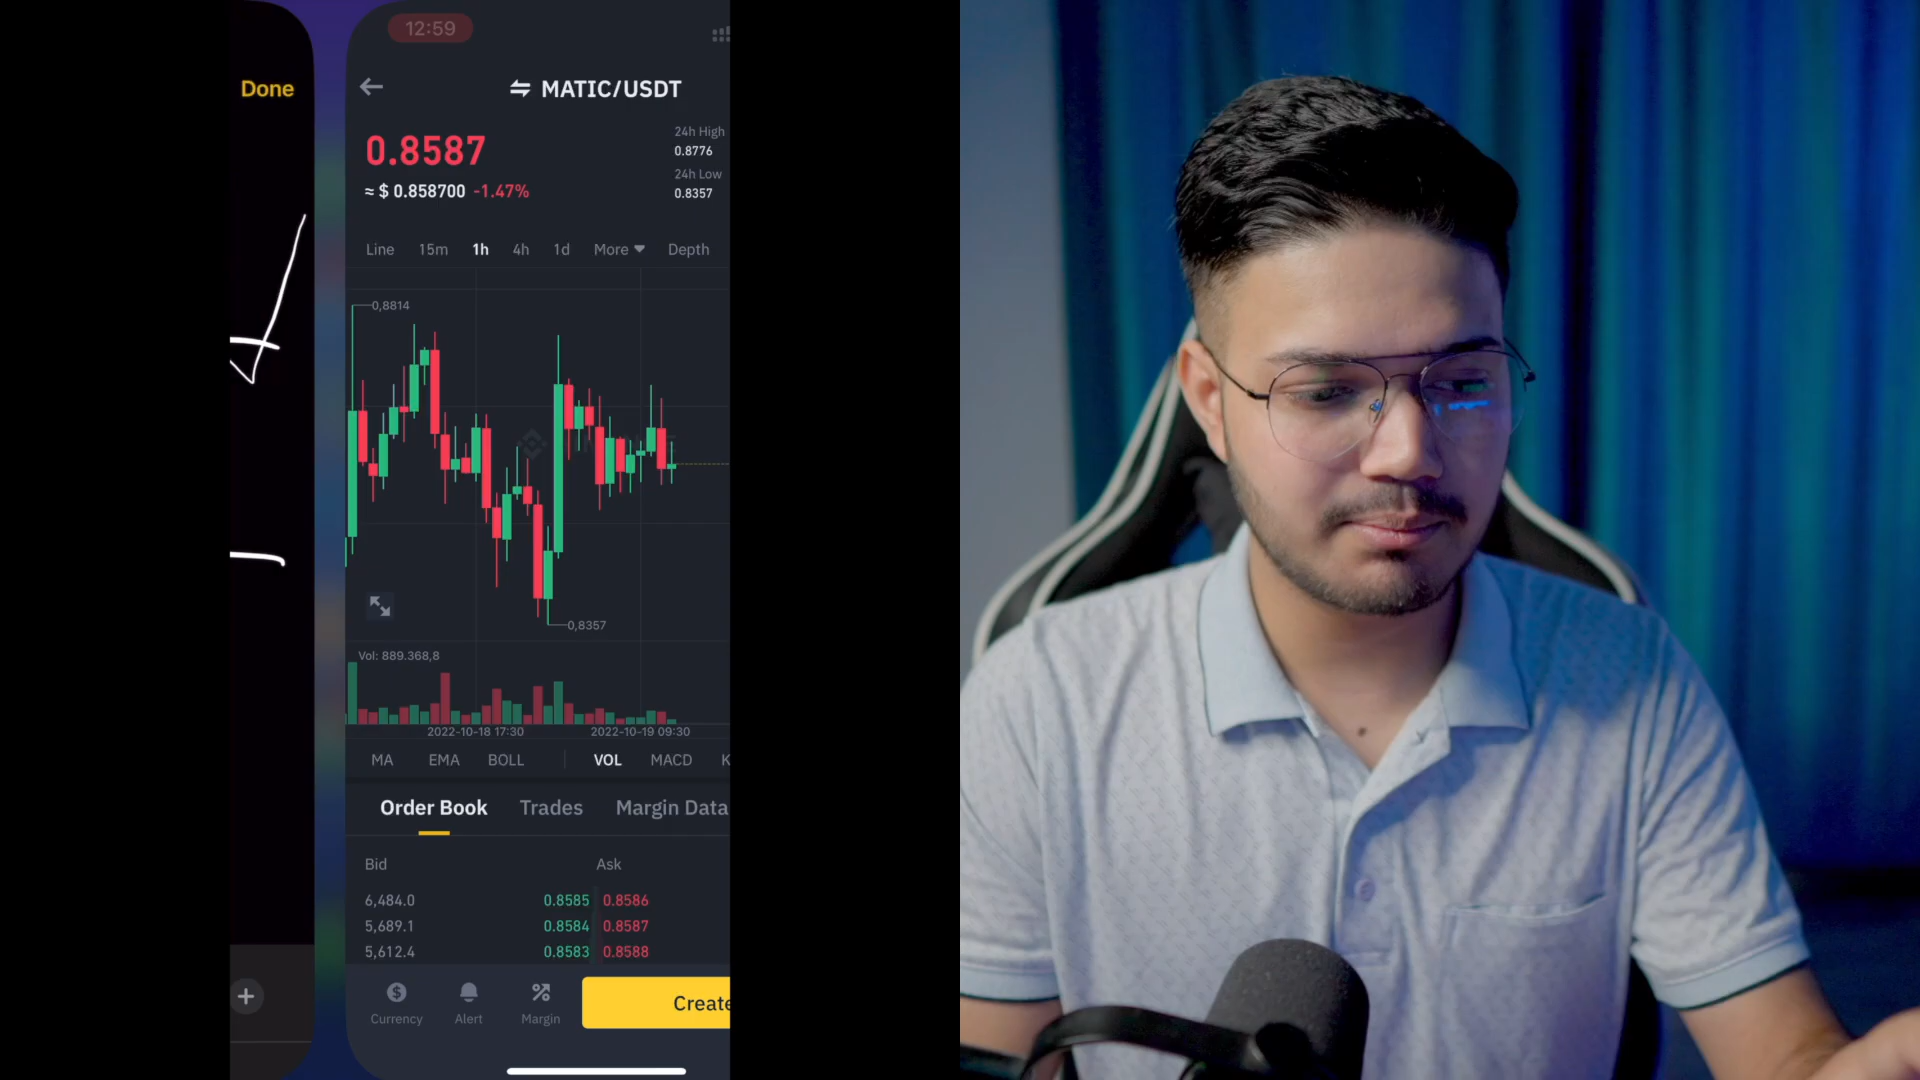 Done
12:59
MATIC/USDT
0.8587
≈ $ 0.858700 -1.47%
24h High
0.8776
24h Low
0.8357
Line 15m 1h 4h 1d More Depth
0,8814
0,8357
Vol: 889.368,8
2022-10-18 17:30 2022-10-19 09:30
MA EMA BOLL VOL MACD K
Order Book Trades Margin Data
Bid Ask
6,484.0 0.8585 0.8586
5,689.1 0.8584 0.8587
5,612.4 0.8583 0.8588
Currency Alert Margin Create